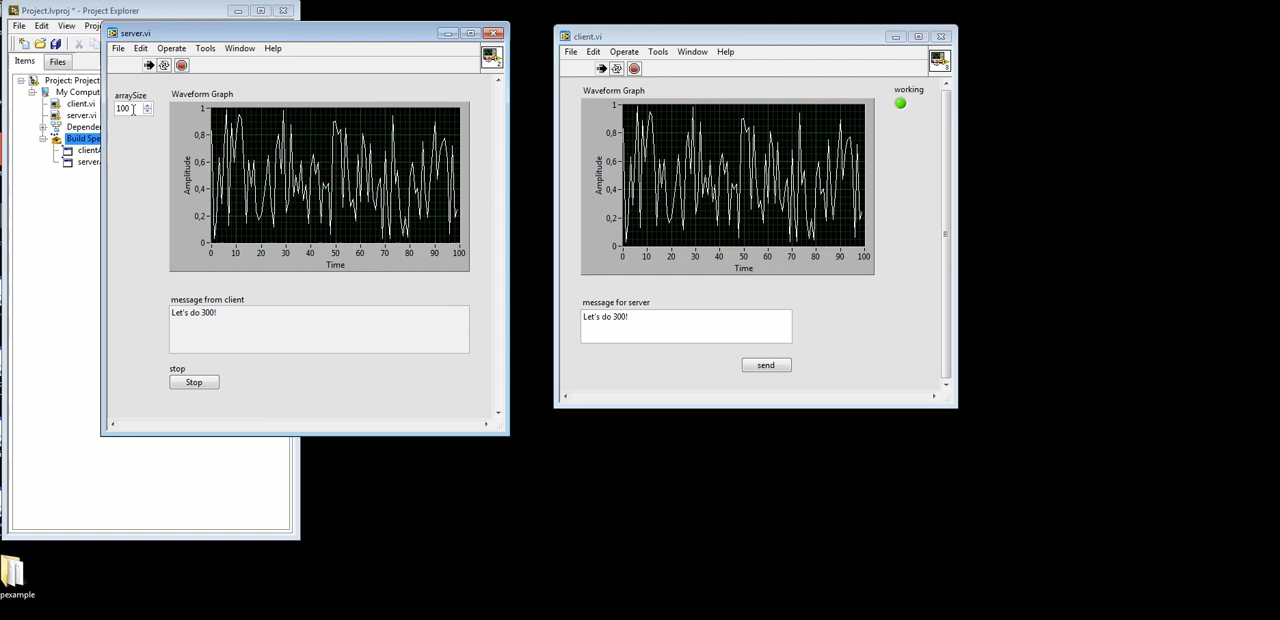 Project.lvproj * - Project Explorer
File Edit View
Items Files
Project: Project
My Comput
client.vi
server.vi
Depende
Build Spe
clientA
server
pexample
server.vi
File Edit Operate Tools Window Help
2
arraySize
100
Waveform Graph
1
0,8
0,6
0,4
0,2
0
Amplitude
0 10 20 30 40 50 60 70 80 90 100
Time
message from client
Let's do 300!
stop
Stop
client.vi
File Edit Operate Tools Window Help
3
Waveform Graph
working
1
0,8
0,6
0,4
0,2
0
Amplitude
0 10 20 30 40 50 60 70 80 90 100
Time
message for server
Let's do 300!
send